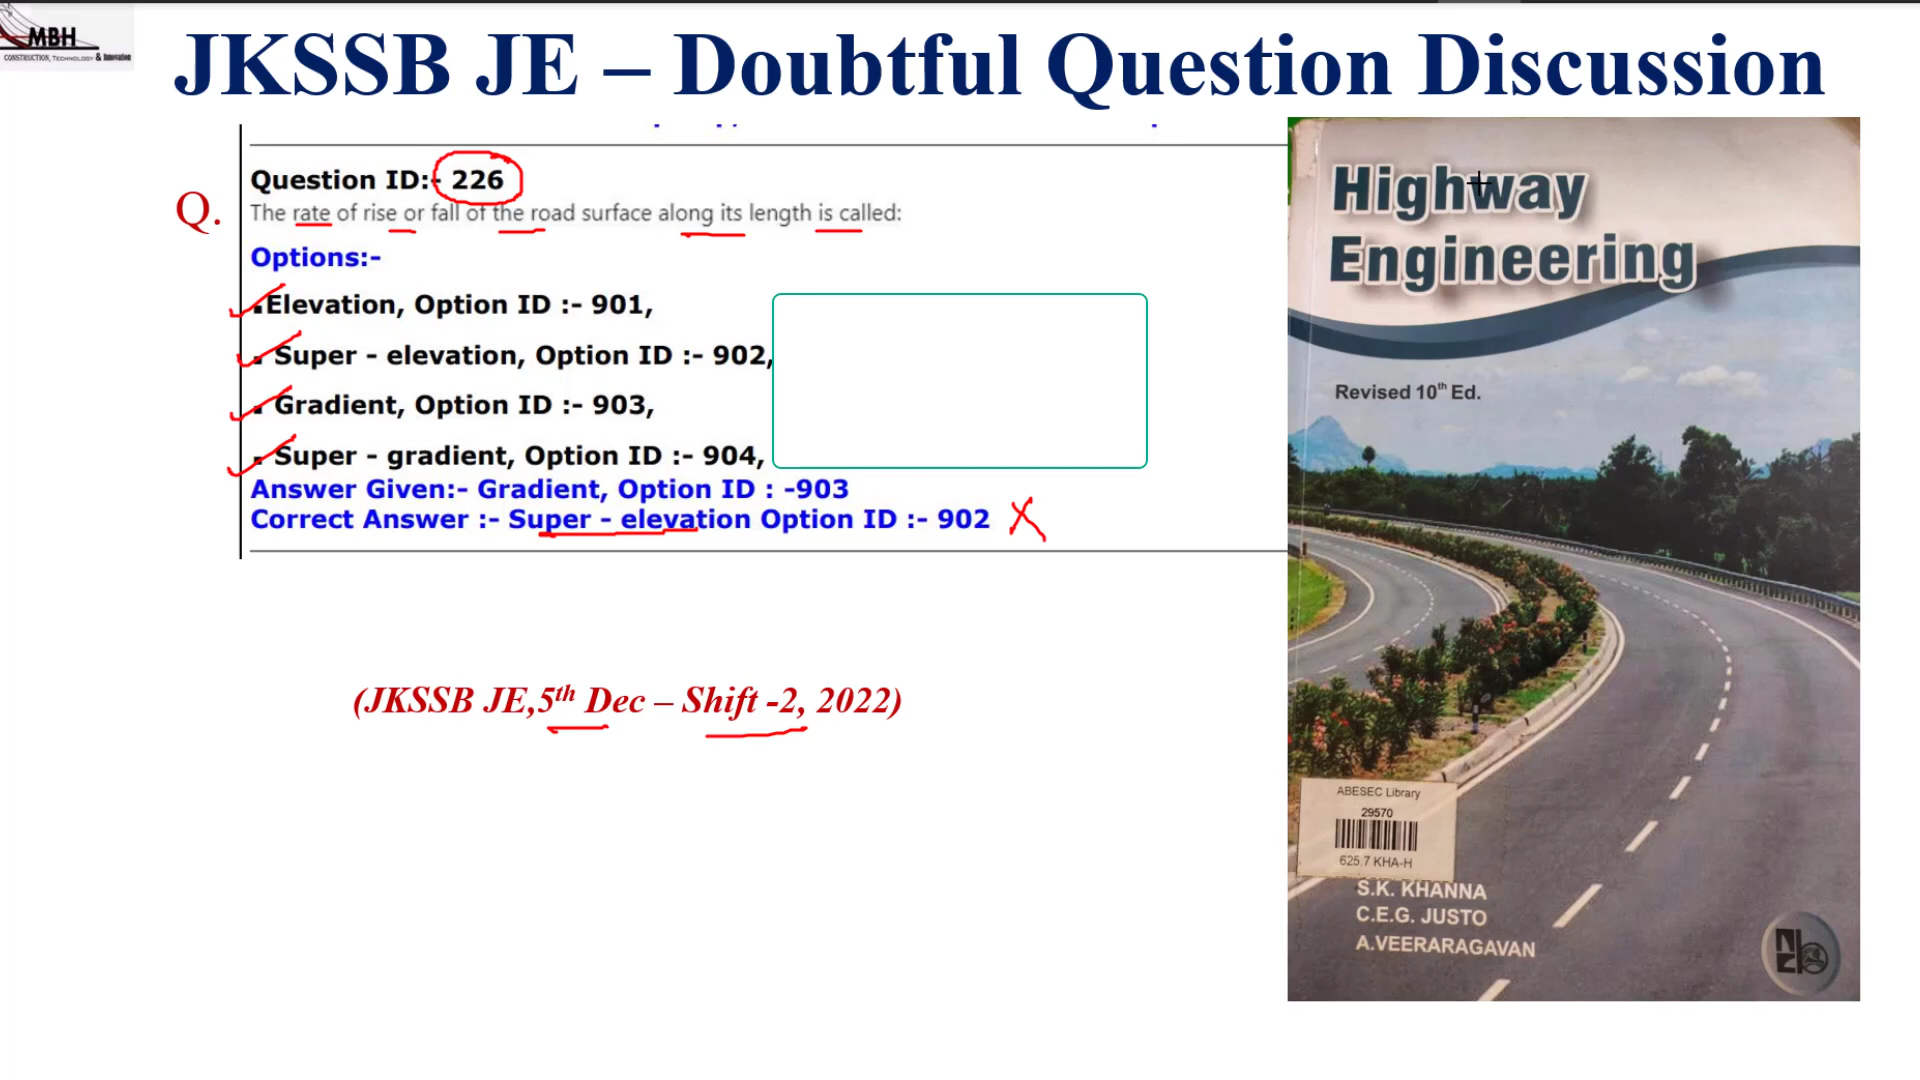 MBH
CONSTRUCTION, TECHNOLOGY & Innovation
JKSSB JE – Doubtful Question Discussion
Question ID:- 226
Q. The rate of rise or fall of the road surface along its length is called:
Options:-
.Elevation, Option ID :- 901,
. Super - elevation, Option ID :- 902,
. Gradient, Option ID :- 903,
. Super - gradient, Option ID :- 904,
Answer Given:- Gradient, Option ID : -903
Correct Answer :- Super - elevation Option ID :- 902
(JKSSB JE,5th Dec – Shift -2, 2022)
Highway
Engineering
Revised 10th Ed.
ABESEC Library
29570
625.7 KHA-H
S.K. KHANNA
C.E.G. JUSTO
A.VEERARAGAVAN